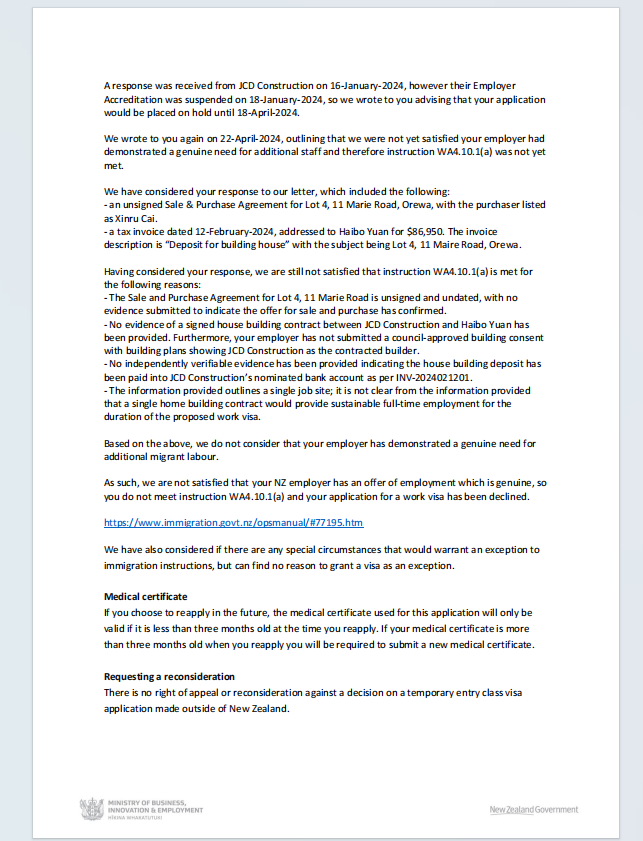 A response was received from JCD Construction on 16-January-2024, however their Employer
Accreditation was suspended on 18-January-2024, so we wrote to you advising that your application
would be placed on hold until 18-April-2024.
We wrote to you again on 22-April-2024, outlining that we were not yet satisfied your employer had
demonstrated a genuine need for additional staff and therefore instruction WA4.10.1(a) was not yet
met.
We have considered your response to our letter, which included the following:
- an unsigned Sale & Purchase Agreement for Lot 4, 11 Marie Road, Orewa, with the purchaser listed
as Xinru Cai.
- a tax invoice dated 12-February-2024, addressed to Haibo Yuan for $86,950. The invoice
description is “Deposit for building house” with the subject being Lot 4, 11 Maire Road, Orewa.
Having considered your response, we are still not satisfied that instruction WA4.10.1(a) is met for
the following reasons:
- The Sale and Purchase Agreement for Lot 4, 11 Marie Road is unsigned and undated, with no
evidence submitted to indicate the offer for sale and purchase has confirmed.
- No evidence of a signed house building contract between JCD Construction and Haibo Yuan has
been provided. Furthermore, your employer has not submitted a council-approved building consent
with building plans showing JCD Construction as the contracted builder.
- No independently verifiable evidence has been provided indicating the house building deposit has
been paid into JCD Construction’s nominated bank account as per INV-2024021201.
- The information provided outlines a single job site; it is not clear from the information provided
that a single home building contract would provide sustainable full-time employment for the
duration of the proposed work visa.
Based on the above, we do not consider that your employer has demonstrated a genuine need for
additional migrant labour.
As such, we are not satisfied that your NZ employer has an offer of employment which is genuine, so
you do not meet instruction WA4.10.1(a) and your application for a work visa has been declined.
https://www.immigration.govt.nz/opsmanual/#77195.htm
We have also considered if there are any special circumstances that would warrant an exception to
immigration instructions, but can find no reason to grant a visa as an exception.
Medical certificate
If you choose to reapply in the future, the medical certificate used for this application will only be
valid if it is less than three months old at the time you reapply. If your medical certificate is more
than three months old when you reapply you will be required to submit a new medical certificate.
Requesting a reconsideration
There is no right of appeal or reconsideration against a decision on a temporary entry class visa
application made outside of New Zealand.
MINISTRY OF BUSINESS,
INNOVATION & EMPLOYMENT
HĪKINA WHAKATUTUKI
New Zealand Government